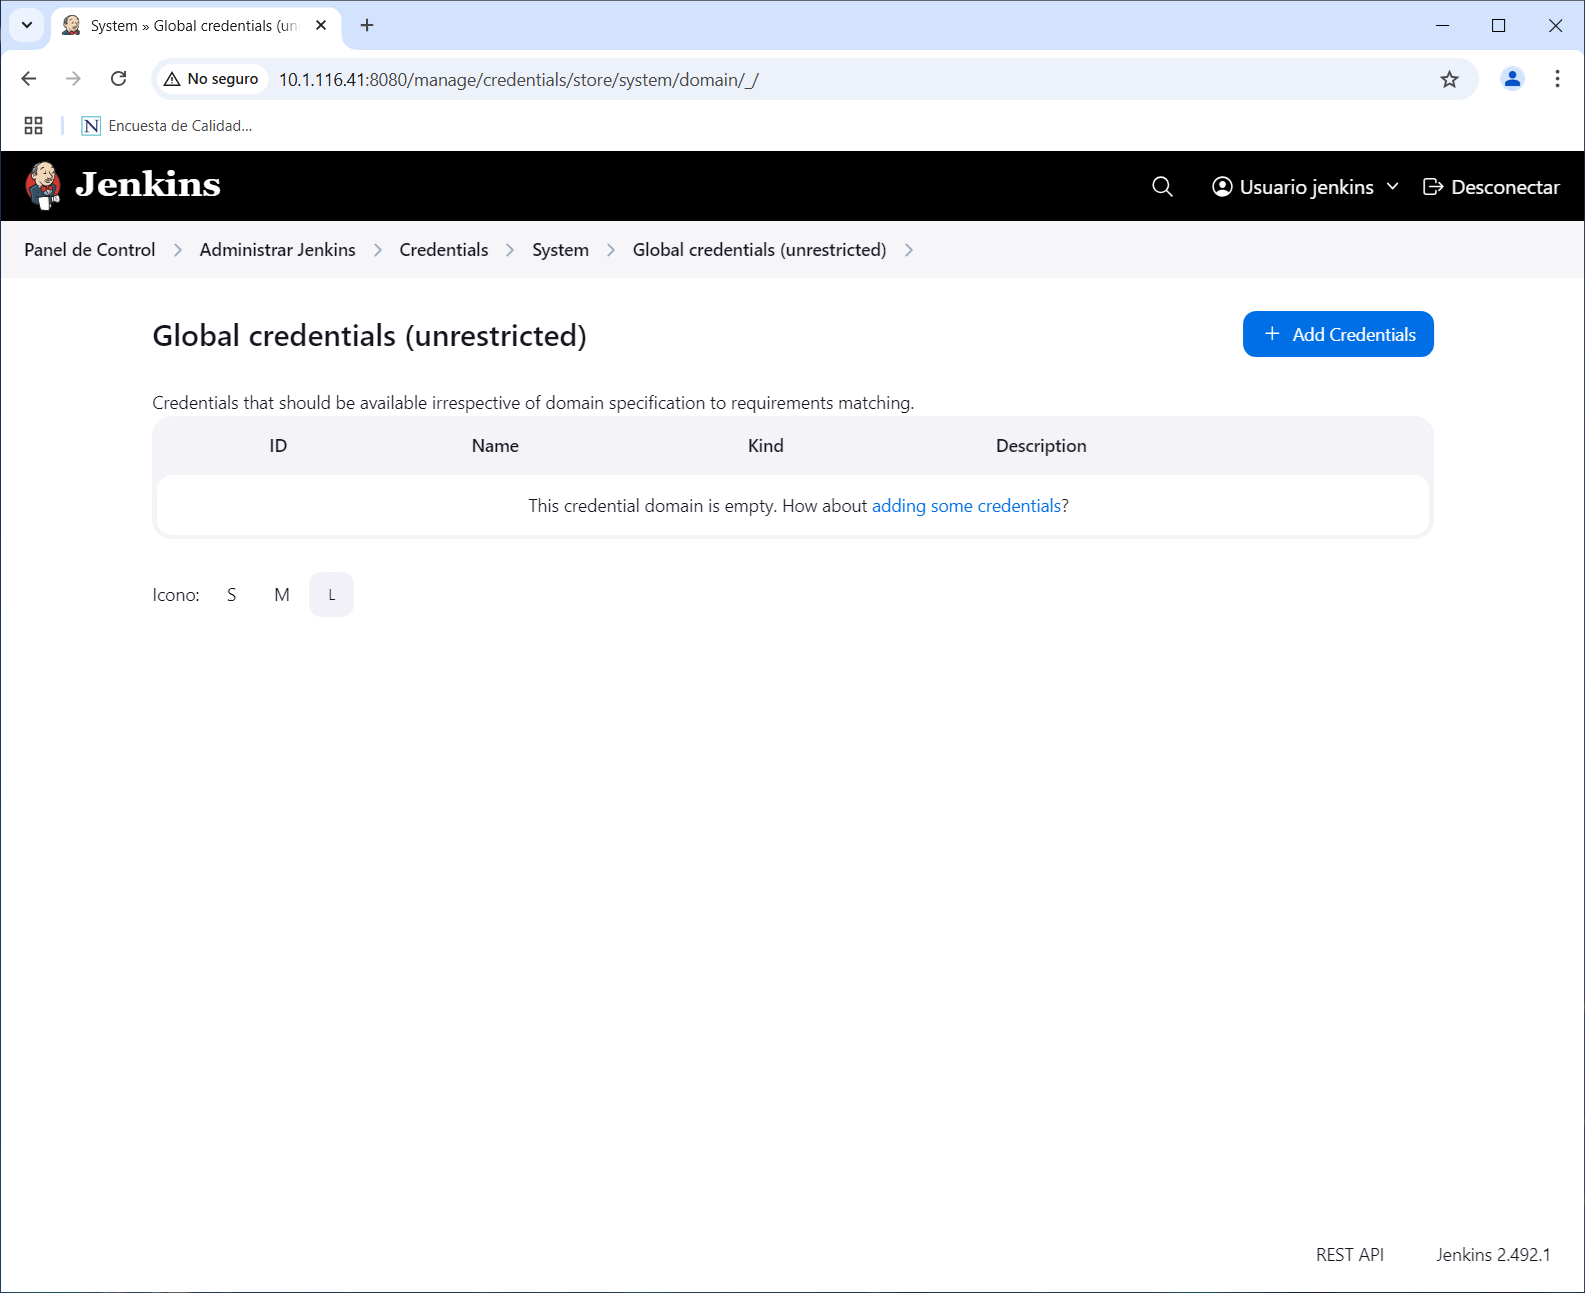 System » Global credentials (un
No seguro
10.1.116.41:8080/manage/credentials/store/system/domain/_/
Encuesta de Calidad...
Jenkins
Usuario jenkins
Desconectar
Panel de Control
Administrar Jenkins
Credentials
System
Global credentials (unrestricted)
Global credentials (unrestricted)
+ Add Credentials
Credentials that should be available irrespective of domain specification to requirements matching.
ID Name Kind Description
This credential domain is empty. How about adding some credentials?
Icono: S M L
REST API
Jenkins 2.492.1